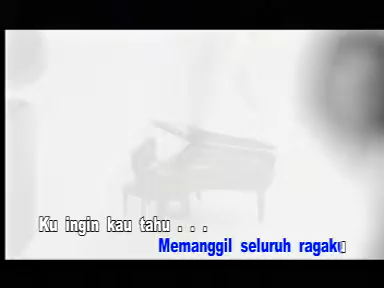 Ku ingin kau tahu . . .
Memanggil seluruh ragaku